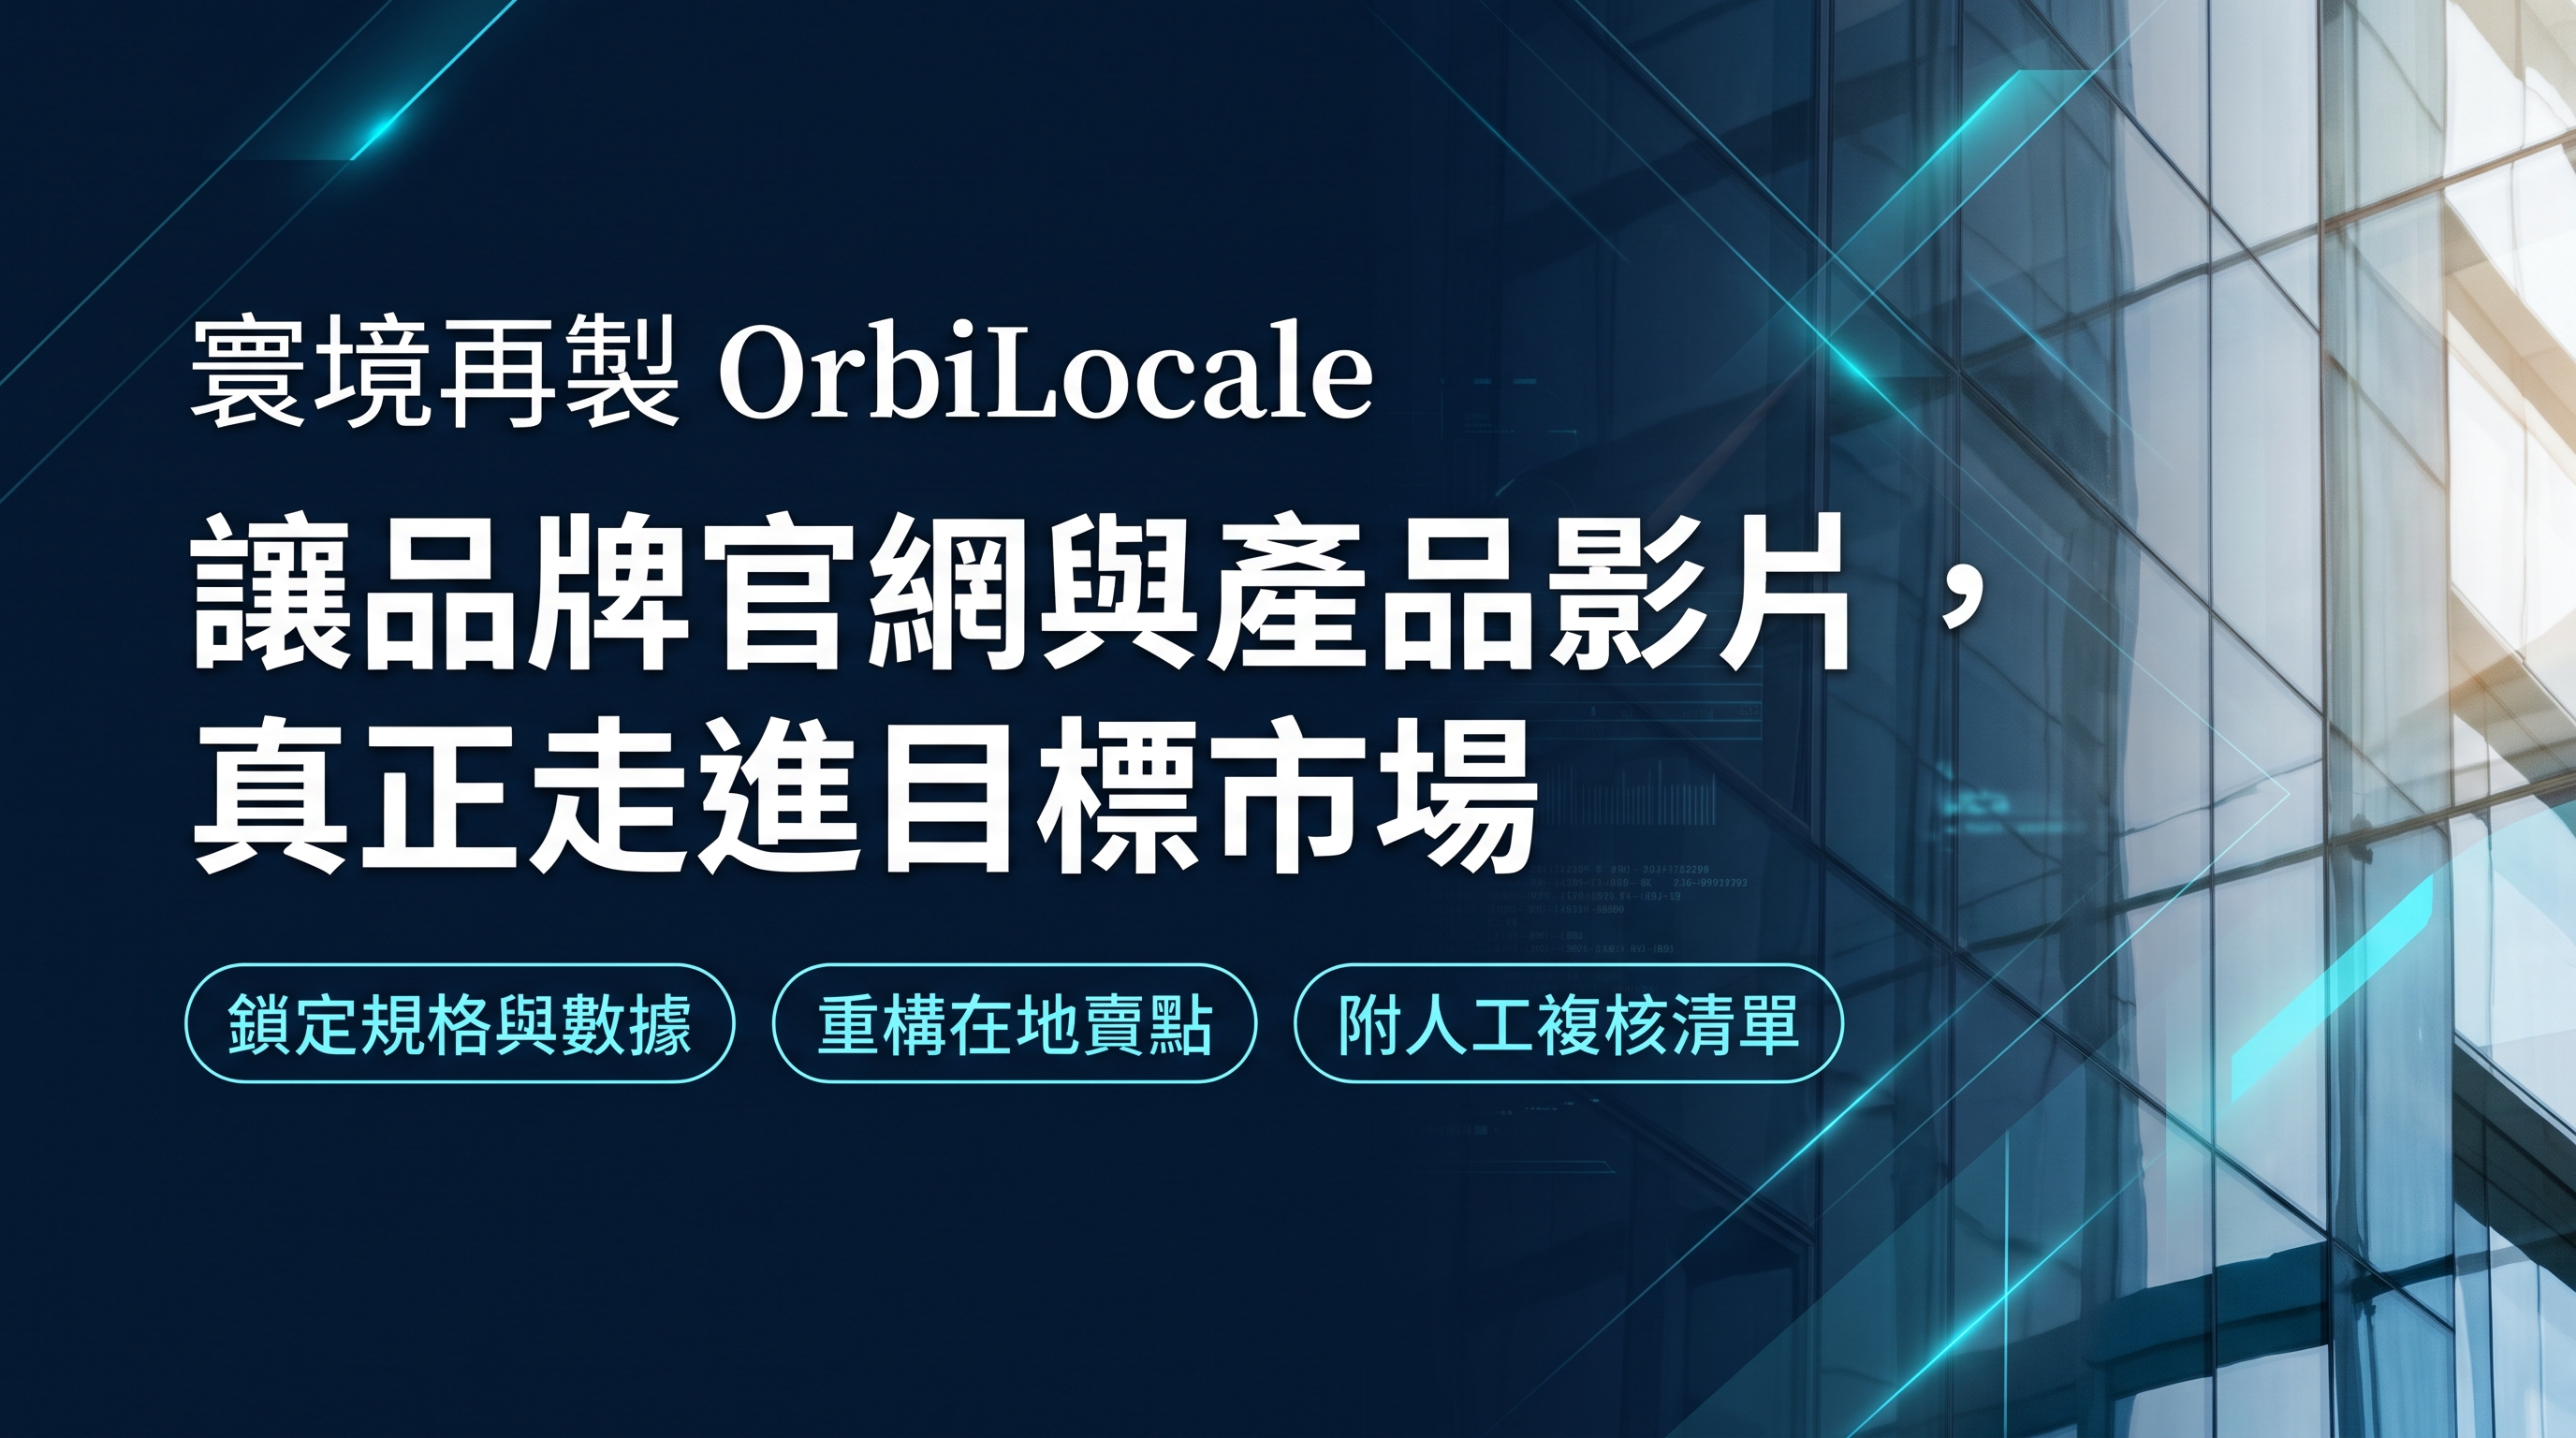 寰境再製 OrbiLocale
讓品牌官網與產品影片，
真正走進目標市場
鎖定規格與數據
重構在地賣點
附人工複核清單